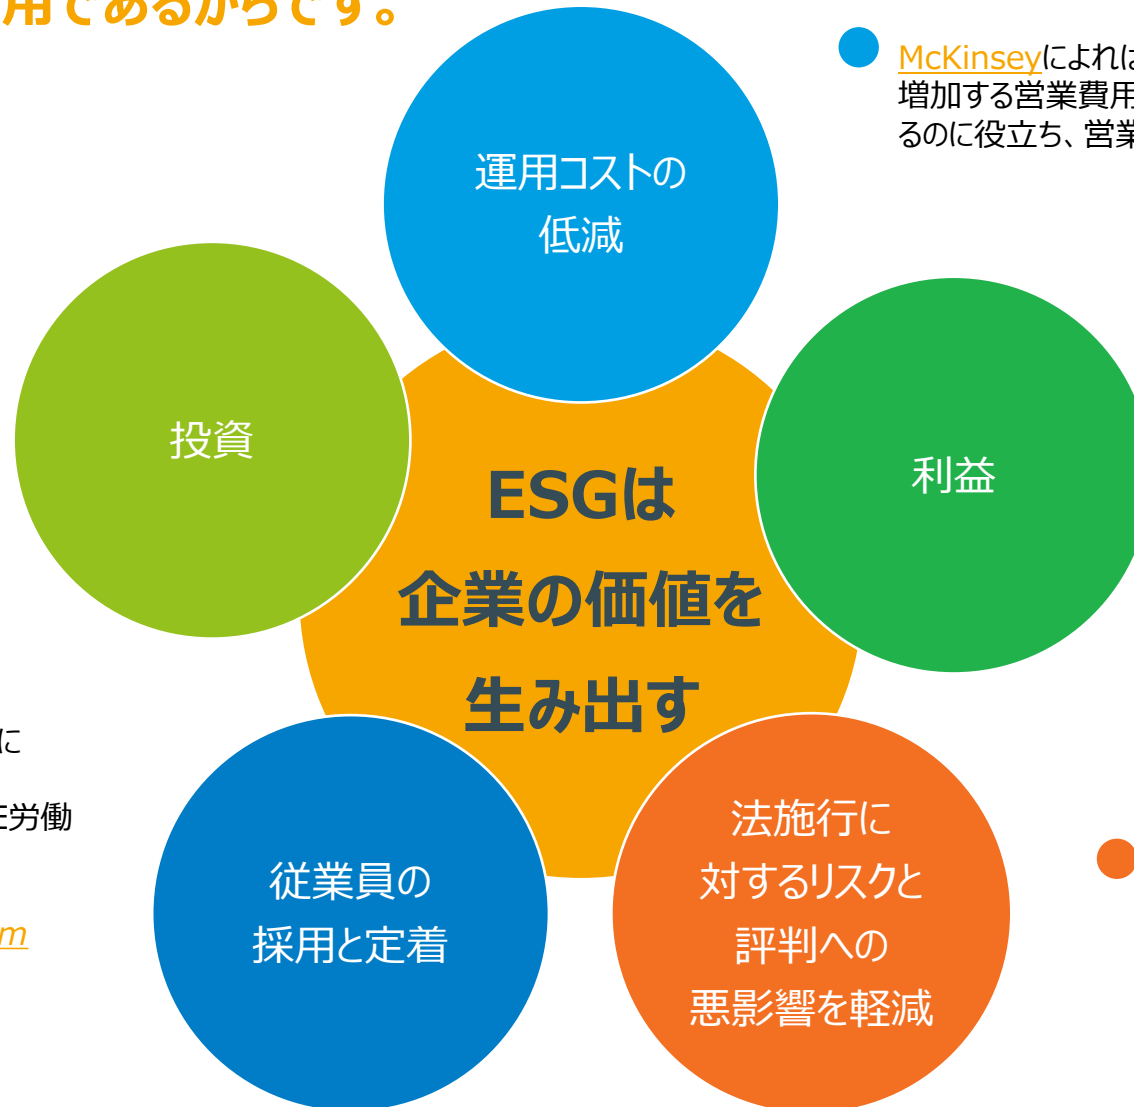 用であるからです。
McKinseyによれば
増加する営業費用
るのに役立ち、営業
運用コストの
低減
投資
利益
ESGは
企業の価値を
生み出す
に
労働
m
従業員の
採用と定着
法施行に
対するリスクと
評判への
悪影響を軽減